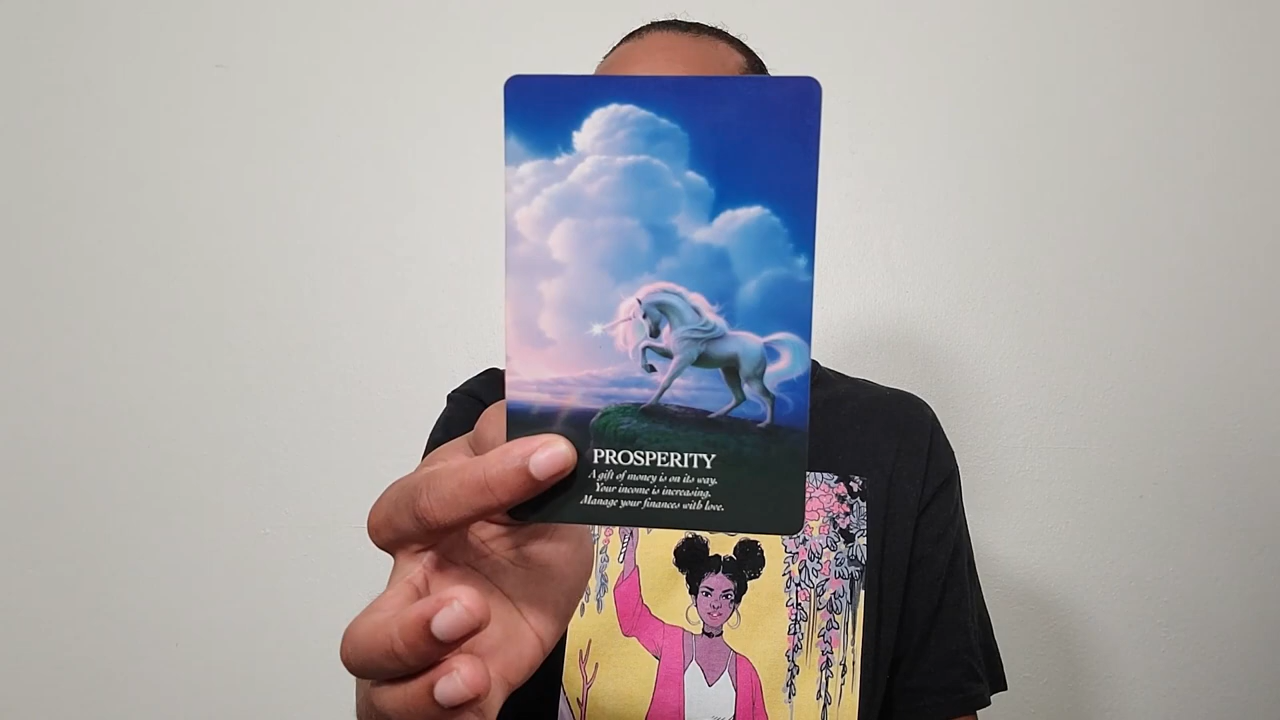 PROSPERITY
A gift of money is on its way.
Your income is increasing.
Manage your finances with love.